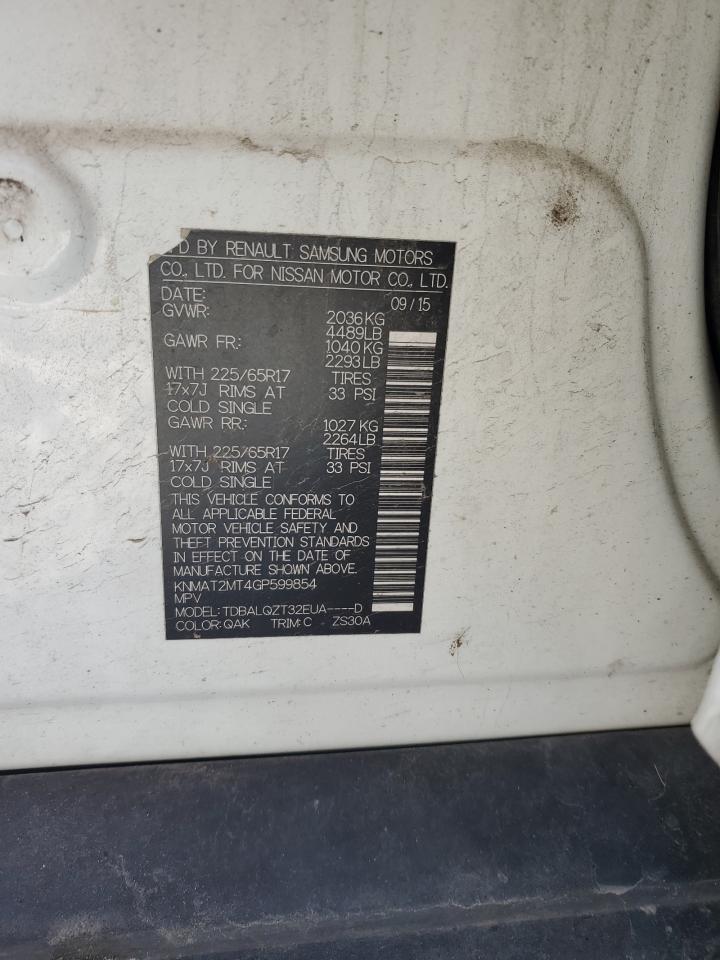 D BY RENAULT SAMSUNG MOTORS
CO., LTD. FOR NISSAN MOTOR CO., LTD.
DATE: 09/15
GVWR: 2036KG
4489LB
GAWR FR: 1040KG
2293LB
WITH 225/65R17 TIRES
17x7J RIMS AT 33 PSI
COLD SINGLE
GAWR RR: 1027 KG
2264LB
WITH 225/65R17 TIRES
17x7J RIMS AT 33 PSI
COLD SINGLE
THIS VEHICLE CONFORMS TO
ALL APPLICABLE FEDERAL
MOTOR VEHICLE SAFETY AND
THEFT PREVENTION STANDARDS
IN EFFECT ON THE DATE OF
MANUFACTURE SHOWN ABOVE.
KNMAT2MT4GP599854
MPV
MODEL: TDBALQZT32EUA----D
COLOR: QAK TRIM: C ZS30A